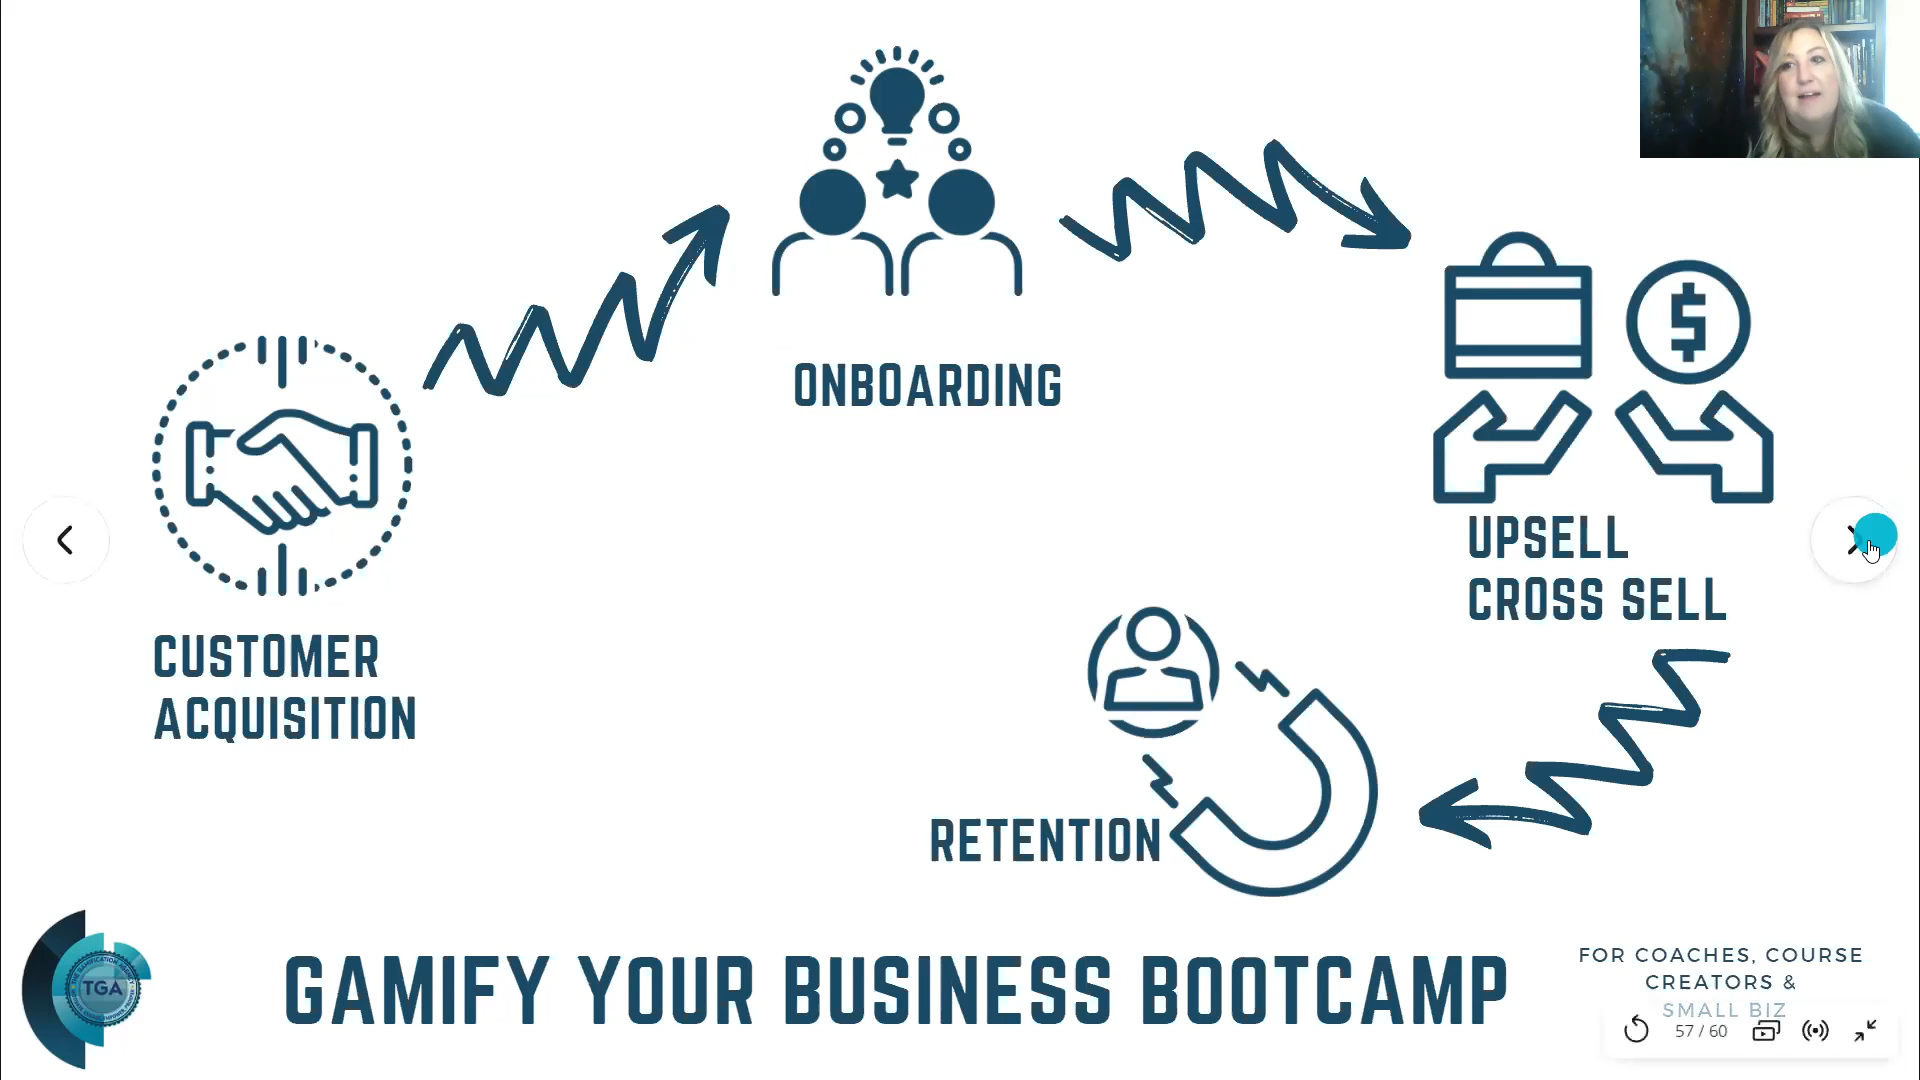 ONBOARDING
$
UPSELL
CROSS SELL
CUSTOMER
ACQUISITION
RETENTION
TGA
GAMIFY YOUR BUSINESS BOOTCAMP
FOR COACHES, COURSE
CREATORS &
SMALL BIZ
57 / 60